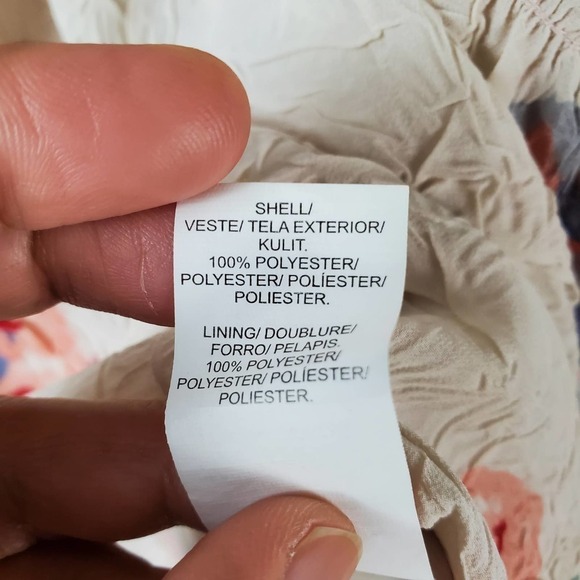 SHELL/
VESTE/ TELA EXTERIOR/
KULIT.
100% POLYESTER/
POLYESTER/ POLÍESTER/
POLIESTER.
LINING/ DOUBLURE/
FORRO/ PELAPIS.
100% POLYESTER/
POLYESTER/ POLÍESTER/
POLIESTER.